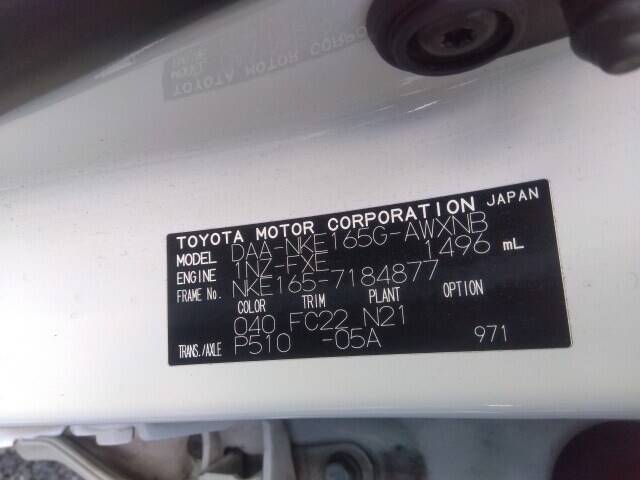 TOYOTA MOTOR CORPORATION JAPAN
MODEL DAA-NKE165G-AWXNB
ENGINE 1NZ-FXE 1496 mL
FRAME No. NKE165-7184877
COLOR TRIM PLANT OPTION
040 FC22 N21
TRANS./AXLE P510 -05A 971